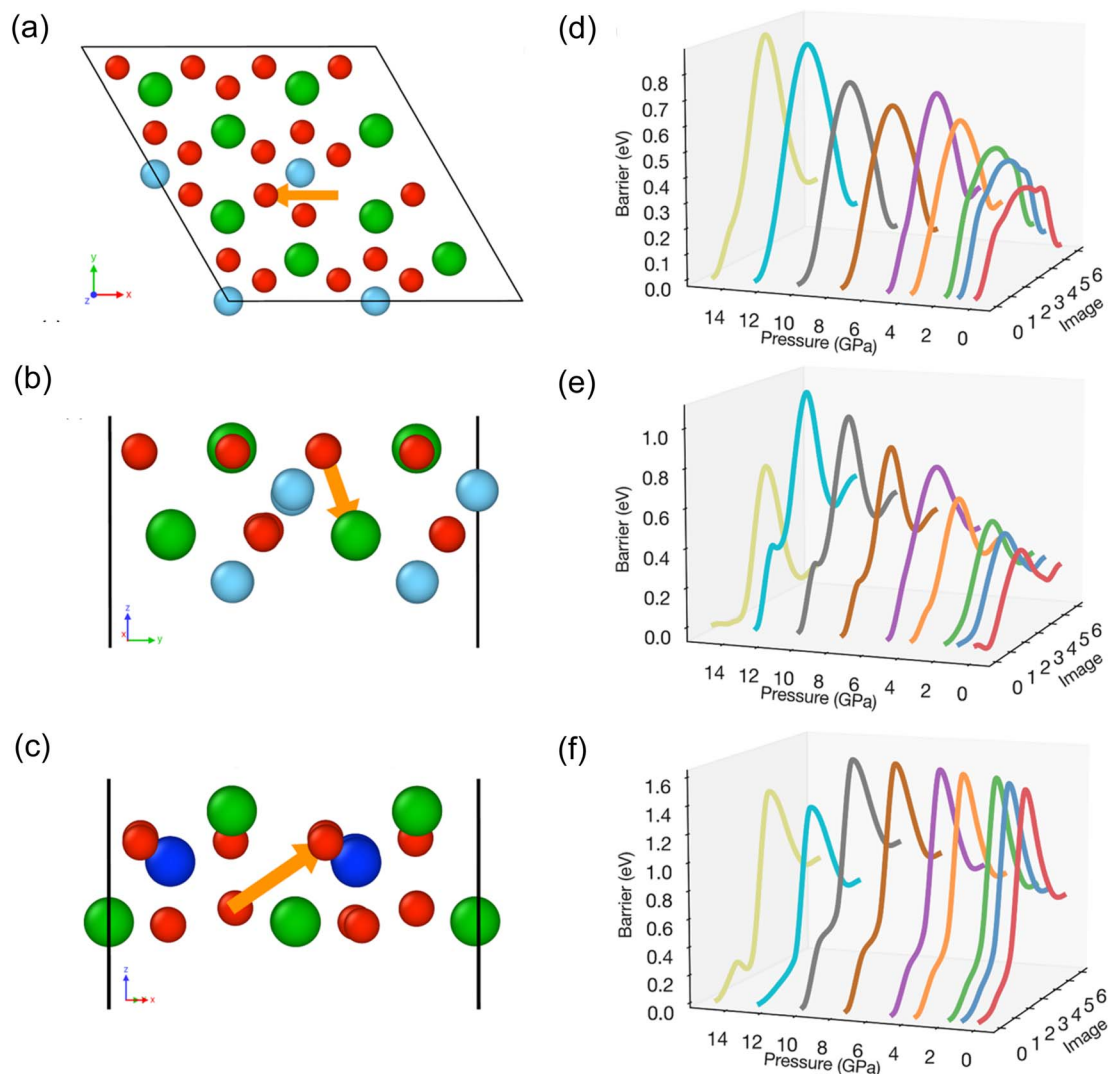 (a)
y
z
x
(b)
z
x
y
(c)
z
x
(d)
Barrier (eV)
0.8
0.7
0.6
0.5
0.4
0.3
0.2
0.1
0.0
14 12 10 8 6 4 2 0
Pressure (GPa)
0 1 2 3 4 5 6
Image
(e)
Barrier (eV)
1.0
0.8
0.6
0.4
0.2
0.0
14 12 10 8 6 4 2 0
Pressure (GPa)
0 1 2 3 4 5 6
Image
(f)
Barrier (eV)
1.6
1.4
1.2
1.0
0.8
0.6
0.4
0.2
0.0
14 12 10 8 6 4 2 0
Pressure (GPa)
0 1 2 3 4 5 6
Image